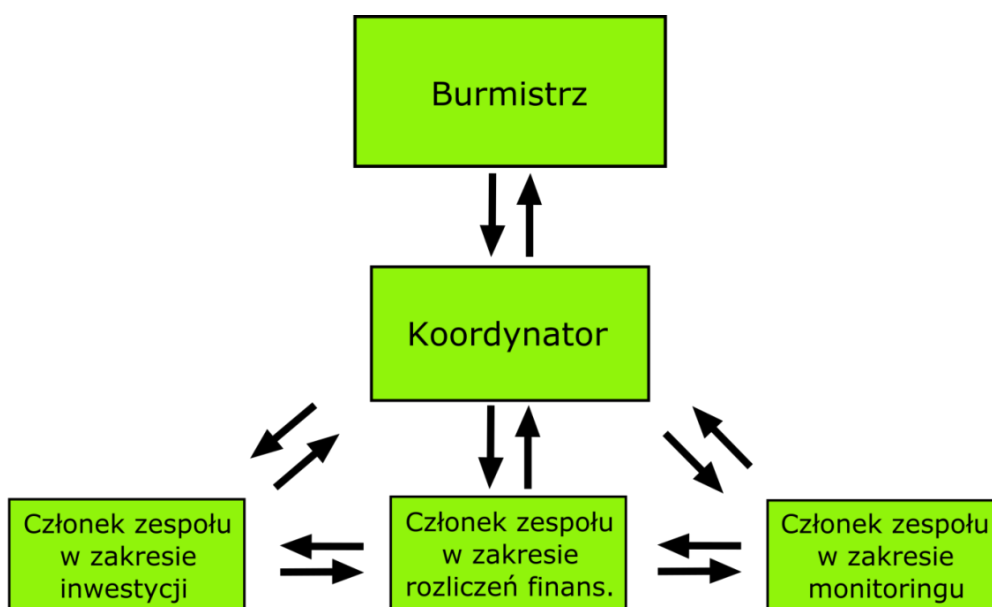 Burmistrz
Koordynator
Członek zespołu
w zakresie
inwestycji
Członek zespołu
w zakresie
rozliczeń finans.
Członek zespołu
w zakresie
monitoringu